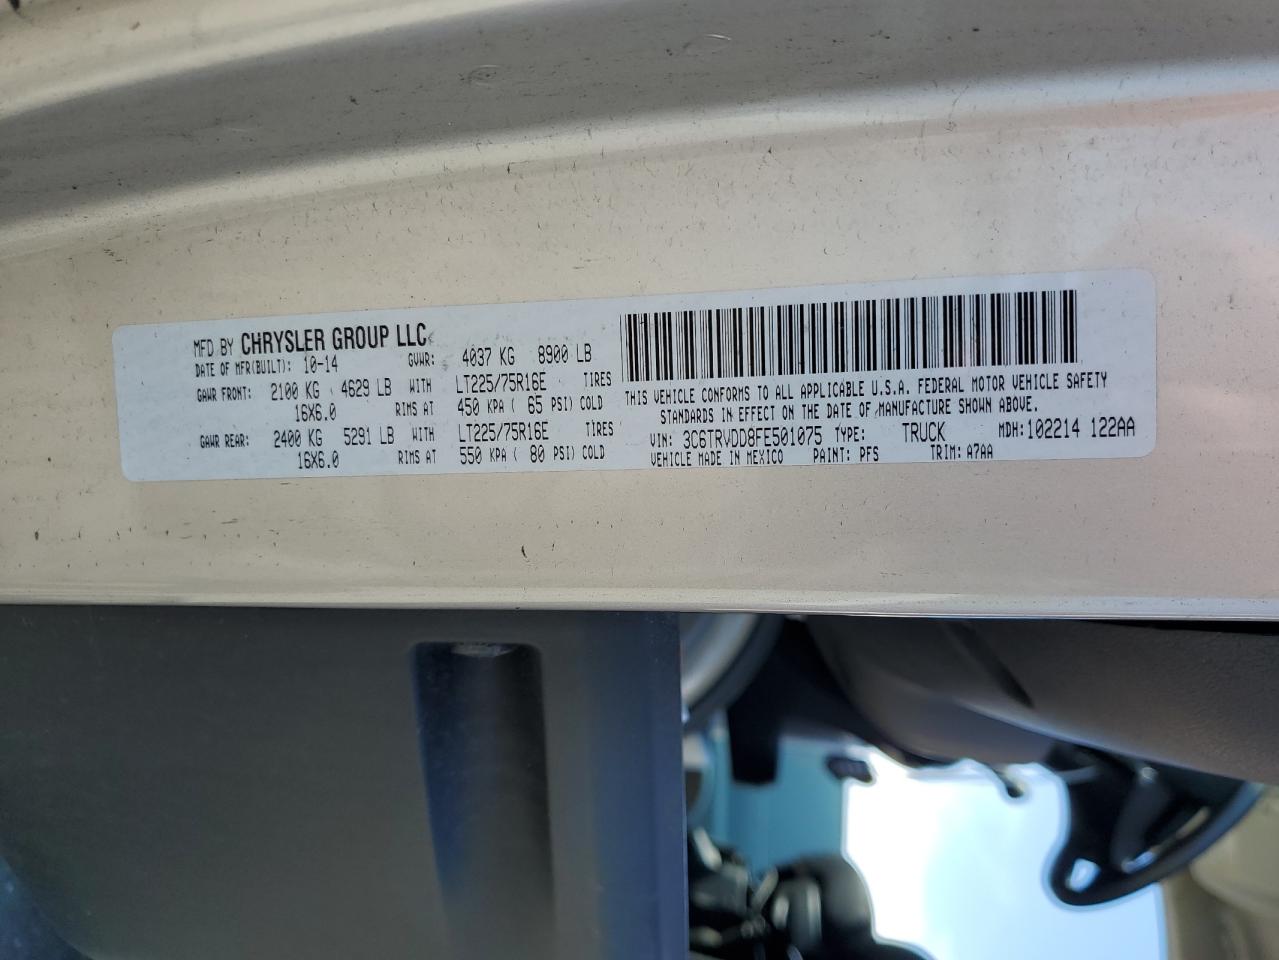 MFD BY CHRYSLER GROUP LLC
DATE OF MFR(BUILT): 10-14 GVWR: 4037 KG 8900 LB
GAWR FRONT: 2100 KG 4629 LB WITH LT225/75R16E TIRES
16X6.0 RIMS AT 450 KPA ( 65 PSI) COLD
GAWR REAR: 2400 KG 5291 LB WITH LT225/75R16E TIRES
16X6.0 RIMS AT 550 KPA ( 80 PSI) COLD
THIS VEHICLE CONFORMS TO ALL APPLICABLE U.S.A. FEDERAL MOTOR VEHICLE SAFETY
STANDARDS IN EFFECT ON THE DATE OF MANUFACTURE SHOWN ABOVE.
VIN: 3C6TRVDD8FE501075 TYPE: TRUCK MDH:102214 122AA
VEHICLE MADE IN MEXICO PAINT: PFS TRIM: A7AA